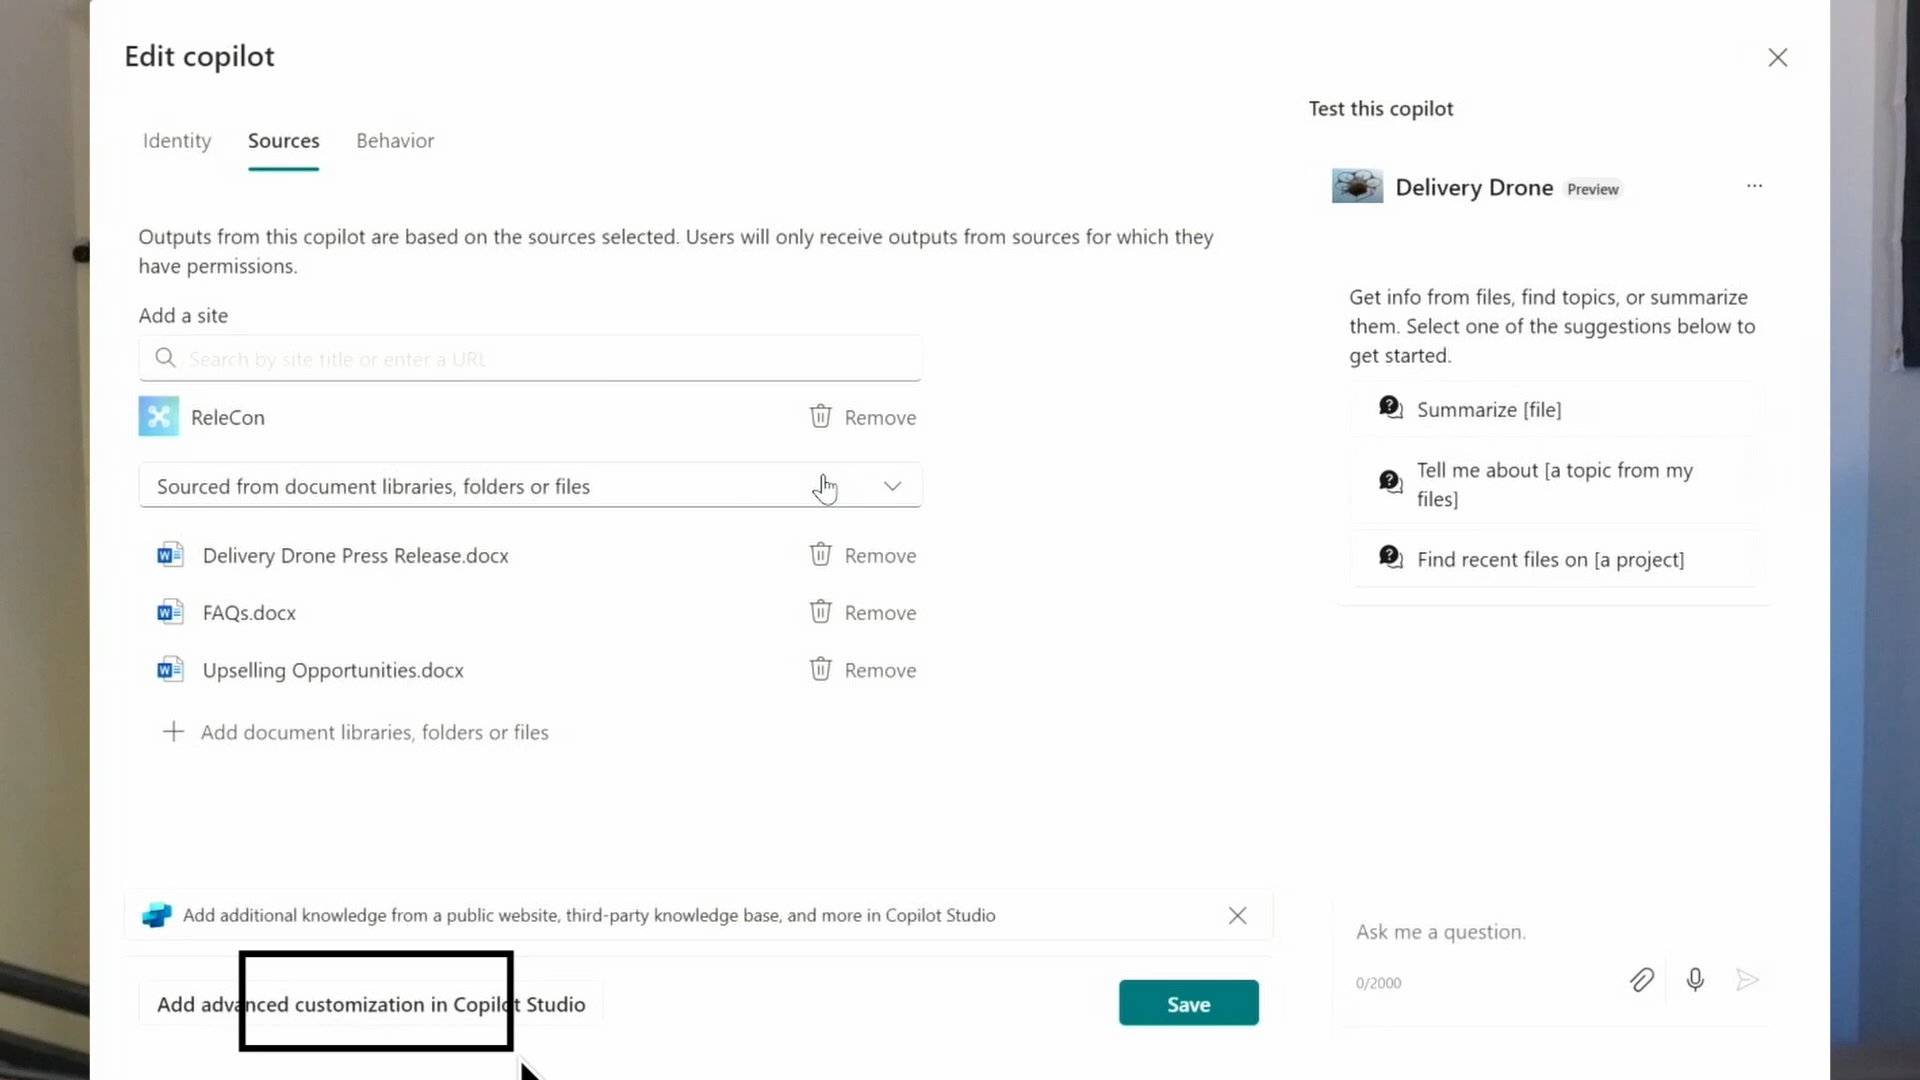 Edit copilot
Identity
Sources
Behavior
Outputs from this copilot are based on the sources selected. Users will only receive outputs from sources for which they
have permissions.
Add a site
Search by site title or enter a URL
ReleCon
Remove
Sourced from document libraries, folders or files
Delivery Drone Press Release.docx
Remove
FAQs.docx
Remove
Upselling Opportunities.docx
Remove
Add document libraries, folders or files
Add additional knowledge from a public website, third-party knowledge base, and more in Copilot Studio
Add advanced customization in Copilot Studio
Save
Test this copilot
Delivery Drone Preview
Get info from files, find topics, or summarize
them. Select one of the suggestions below to
get started.
Summarize [file]
Tell me about [a topic from my
files]
Find recent files on [a project]
Ask me a question.
0/2000